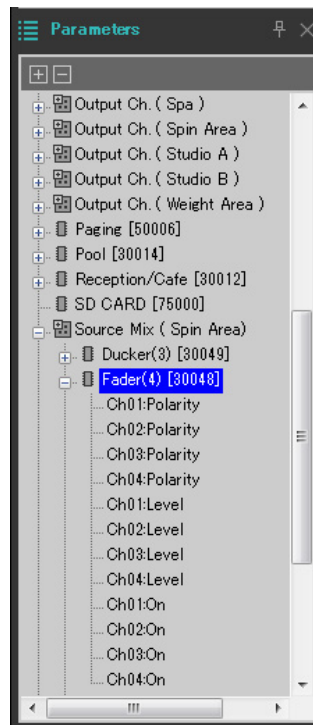 Parameters
Output Ch. ( Spa )
Output Ch. ( Spin Area )
Output Ch. ( Studio A )
Output Ch. ( Studio B )
Output Ch. ( Weight Area )
Paging [50006]
Pool [30014]
Reception/Cafe [30012]
SD CARD [75000]
Source Mix ( Spin Area)
Ducker(3) [30049]
Fader(4) [30048]
Ch01:Polarity
Ch02:Polarity
Ch03:Polarity
Ch04:Polarity
Ch01:Level
Ch02:Level
Ch03:Level
Ch04:Level
Ch01:On
Ch02:On
Ch03:On
Ch04:On